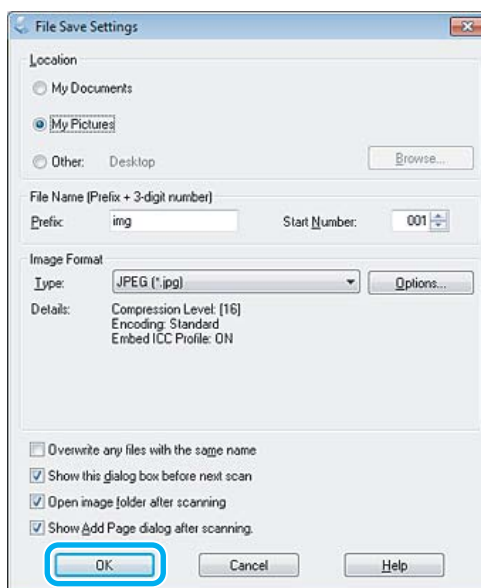 File Save Settings
Location
My Documents
My Pictures
Other: Desktop Browse...
File Name (Prefix + 3-digit number)
Prefix: img Start Number: 001
Image Format
Type: JPEG (*.jpg) Options...
Details: Compression Level: [16]
Encoding: Standard
Embed ICC Profile: ON
Overwrite any files with the same name
Show this dialog box before next scan
Open image folder after scanning
Show Add Page dialog after scanning.
OK Cancel Help